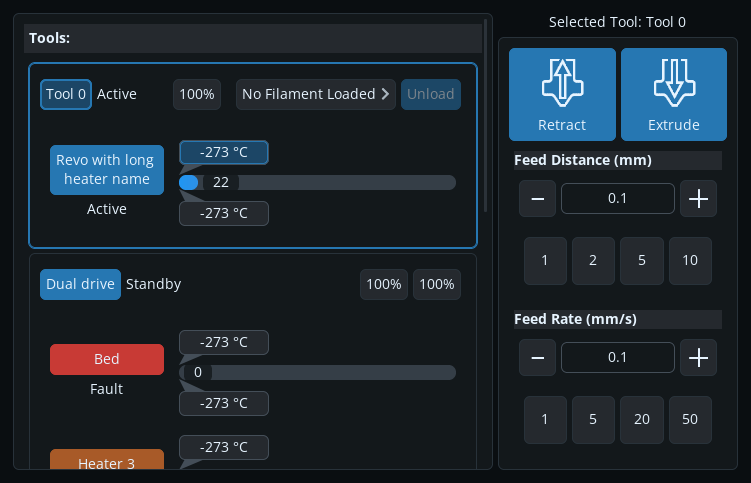 Tools:
Tool 0 Active 100% No Filament Loaded Unload
-273 °C
Revo with long
heater name
22
Active
-273 °C
Dual drive Standby 100% 100%
-273 °C
Bed
0
Fault
-273 °C
-273 °C
Heater 3
Selected Tool: Tool 0
Retract Extrude
Feed Distance (mm)
− 0.1 +
1 2 5 10
Feed Rate (mm/s)
− 0.1 +
1 5 20 50